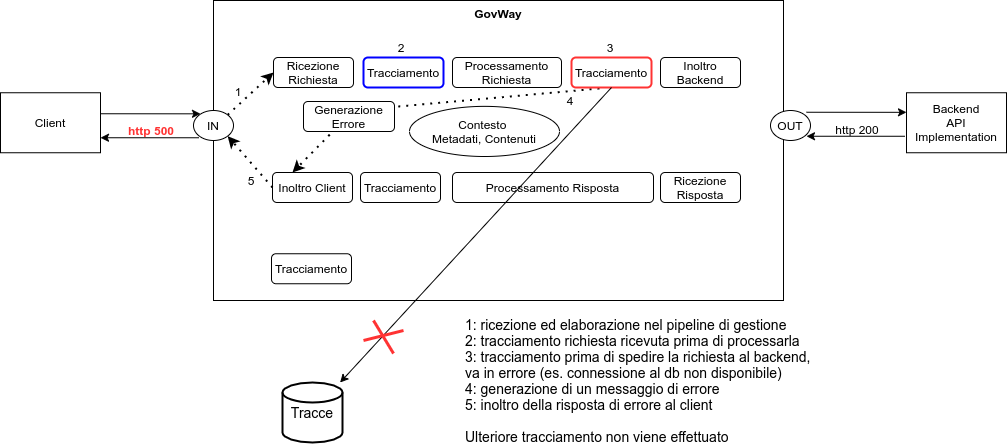 GovWay
2
3
Ricezione
Richiesta
Tracciamento
Processamento
Richiesta
Tracciamento
Inoltro
Backend
1
4
Generazione
Errore
Client
http 500
IN
Contesto
Metadati, Contenuti
OUT
http 200
Backend
API
Implementation
5
Inoltro Client
Tracciamento
Processamento Risposta
Ricezione
Risposta
Tracciamento
1: ricezione ed elaborazione nel pipeline di gestione
2: tracciamento richiesta ricevuta prima di processarla
3: tracciamento prima di spedire la richiesta al backend,
va in errore (es. connessione al db non disponibile)
4: generazione di un messaggio di errore
5: inoltro della risposta di errore al client
Ulteriore tracciamento non viene effettuato
Tracce